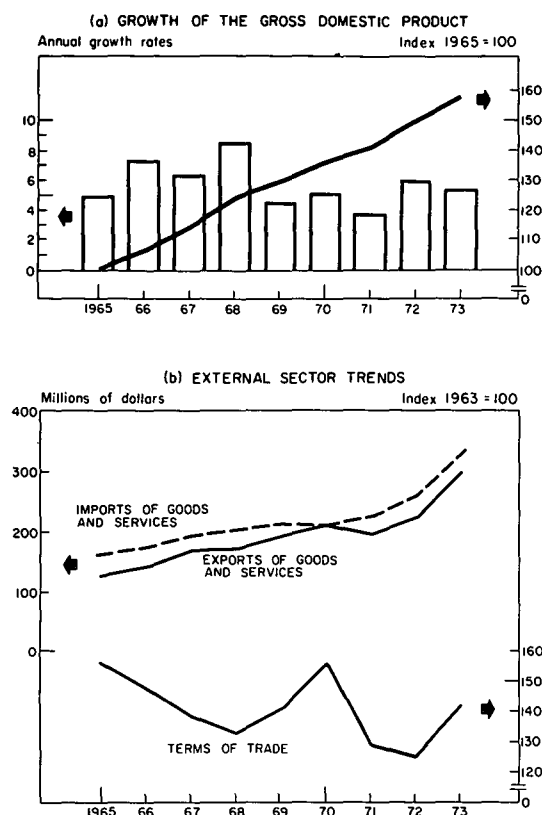 (a) GROWTH OF THE GROSS DOMESTIC PRODUCT
Annual growth rates Index 1965 = 100
160
150
10 140
8 130
6 120
4 110
2 100
0 0
1965 66 67 68 69 70 71 72 73
(b) EXTERNAL SECTOR TRENDS
Millions of dollars Index 1963 = 100
400
300
IMPORTS OF GOODS
AND SERVICES
200
EXPORTS OF GOODS
AND SERVICES
100
0 160
150
140
TERMS OF TRADE
130
120
0
1965 66 67 68 69 70 71 72 73